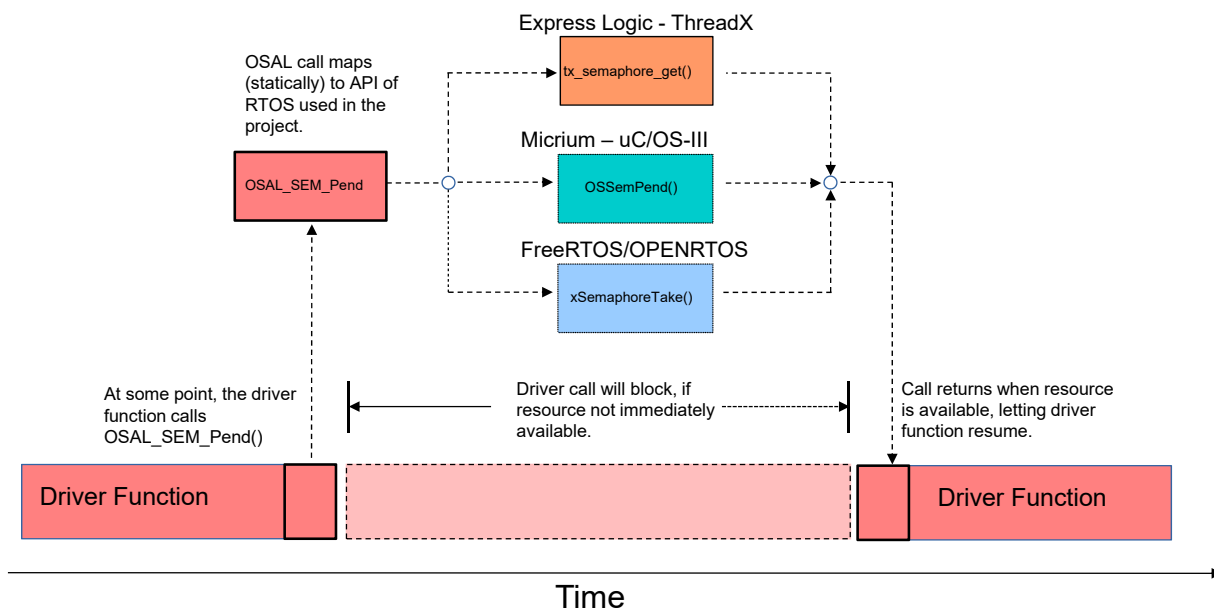 Express Logic - ThreadX
OSAL call maps
(statically) to API of
RTOS used in the
project.
tx_semaphore_get()
Micrium – uC/OS-III
OSAL_SEM_Pend
OSSemPend()
FreeRTOS/OPENRTOS
xSemaphoreTake()
At some point, the driver
function calls
OSAL_SEM_Pend()
Driver call will block, if
resource not immediately
available.
Call returns when resource
is available, letting driver
function resume.
Driver Function
Driver Function
Time